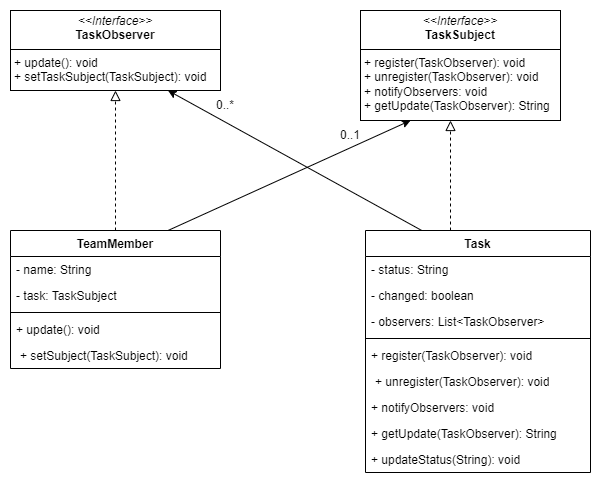 <<Interface>>
TaskObserver
+ update(): void
+ setTaskSubject(TaskSubject): void
<<Interface>>
TaskSubject
+ register(TaskObserver): void
+ unregister(TaskObserver): void
+ notifyObservers: void
+ getUpdate(TaskObserver): String
0..*
0..1
TeamMember
- name: String
- task: TaskSubject
+ update(): void
+ setSubject(TaskSubject): void
Task
- status: String
- changed: boolean
- observers: List<TaskObserver>
+ register(TaskObserver): void
+ unregister(TaskObserver): void
+ notifyObservers: void
+ getUpdate(TaskObserver): String
+ updateStatus(String): void